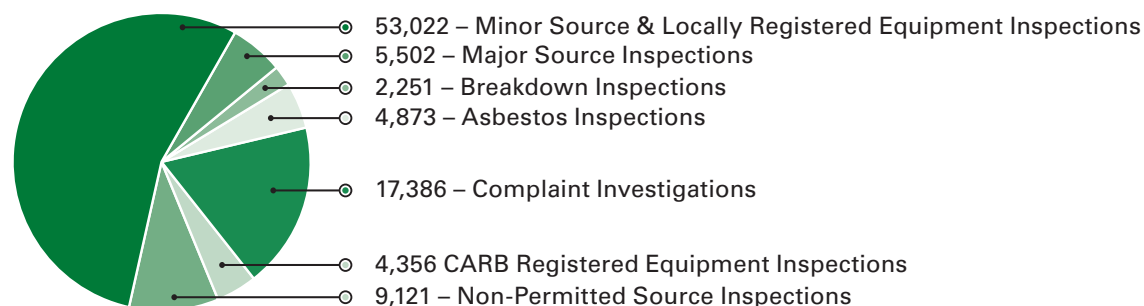 53,022 – Minor Source & Locally Registered Equipment Inspections
5,502 – Major Source Inspections
2,251 – Breakdown Inspections
4,873 – Asbestos Inspections
17,386 – Complaint Investigations
4,356 CARB Registered Equipment Inspections
9,121 – Non-Permitted Source Inspections